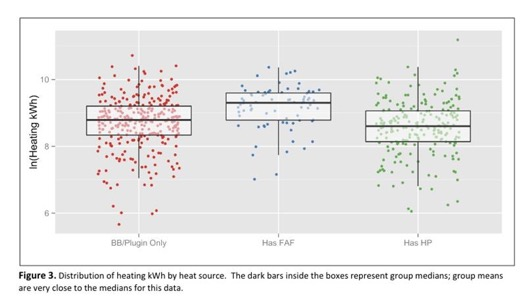 ln(Heating kWh)
10
8
6
BB/Plugin Only
Has FAF
Has HP
Figure 3. Distribution of heating kWh by heat source. The dark bars inside the boxes represent group medians; group means
are very close to the medians for this data.